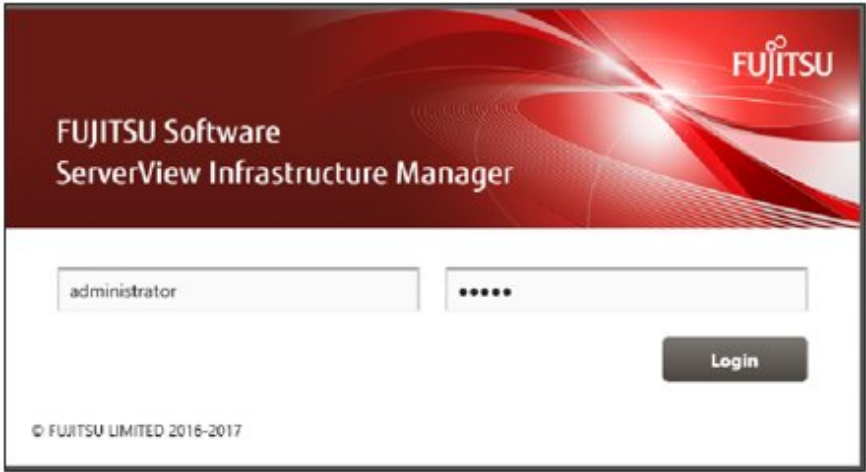 FUJITSU
FUJITSU Software
ServerView Infrastructure Manager
administrator
•••••
Login
© FUJITSU LIMITED 2016-2017